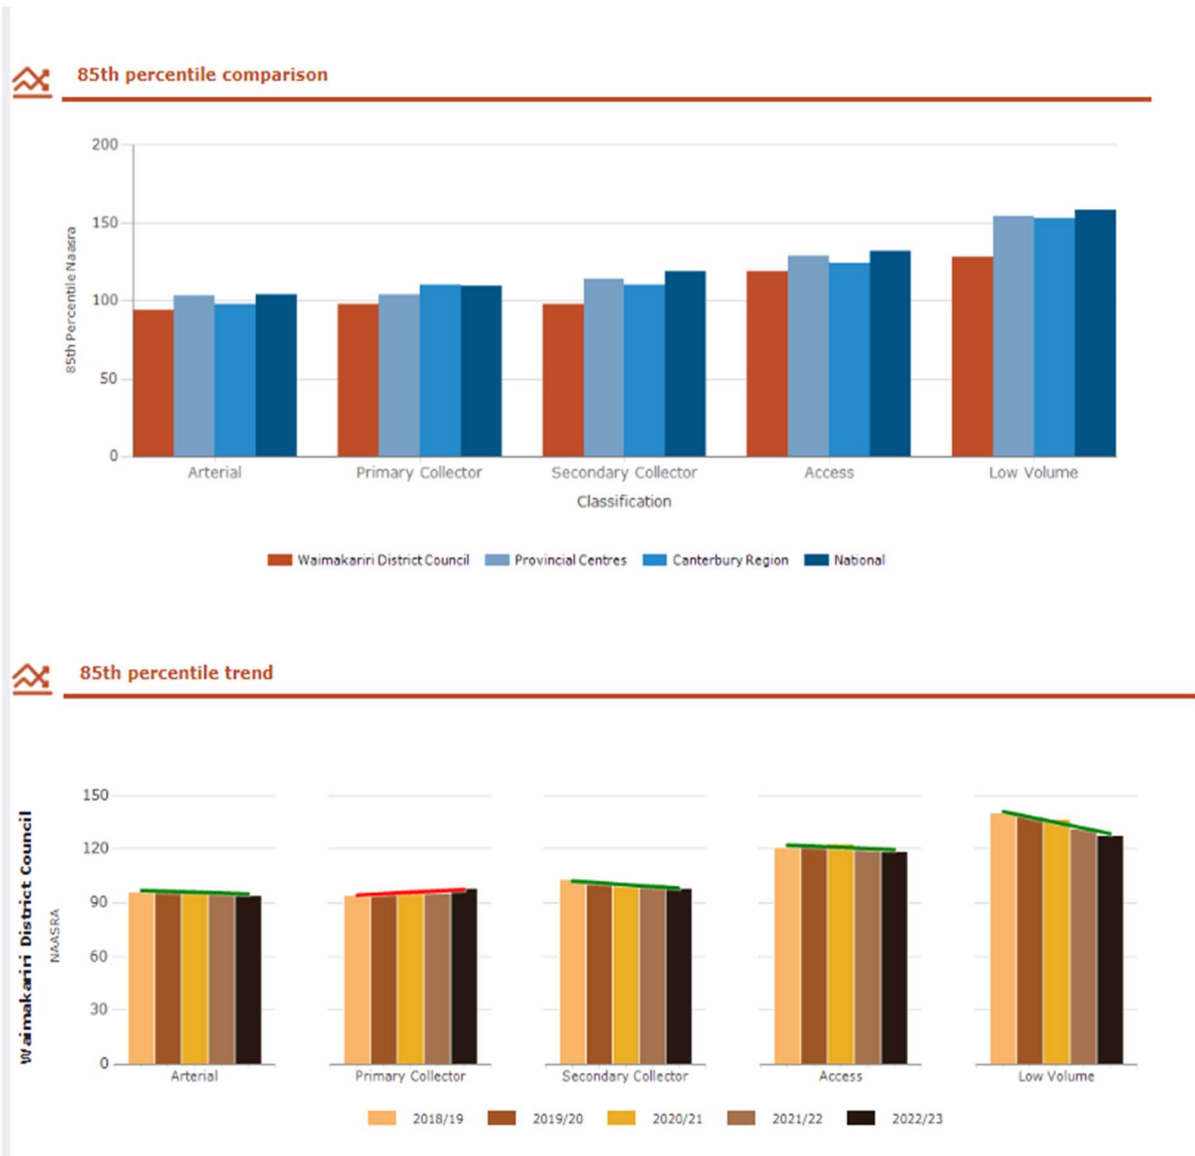 85th percentile comparison
200
150
100
50
0
85th Percentile Naasra
Arterial
Primary Collector
Secondary Collector
Access
Low Volume
Classification
Waimakariri District Council
Provincial Centres
Canterbury Region
National
85th percentile trend
Waimakariri District Council
NAASRA
150
120
90
60
30
0
Arterial
Primary Collector
Secondary Collector
Access
Low Volume
2018/19
2019/20
2020/21
2021/22
2022/23